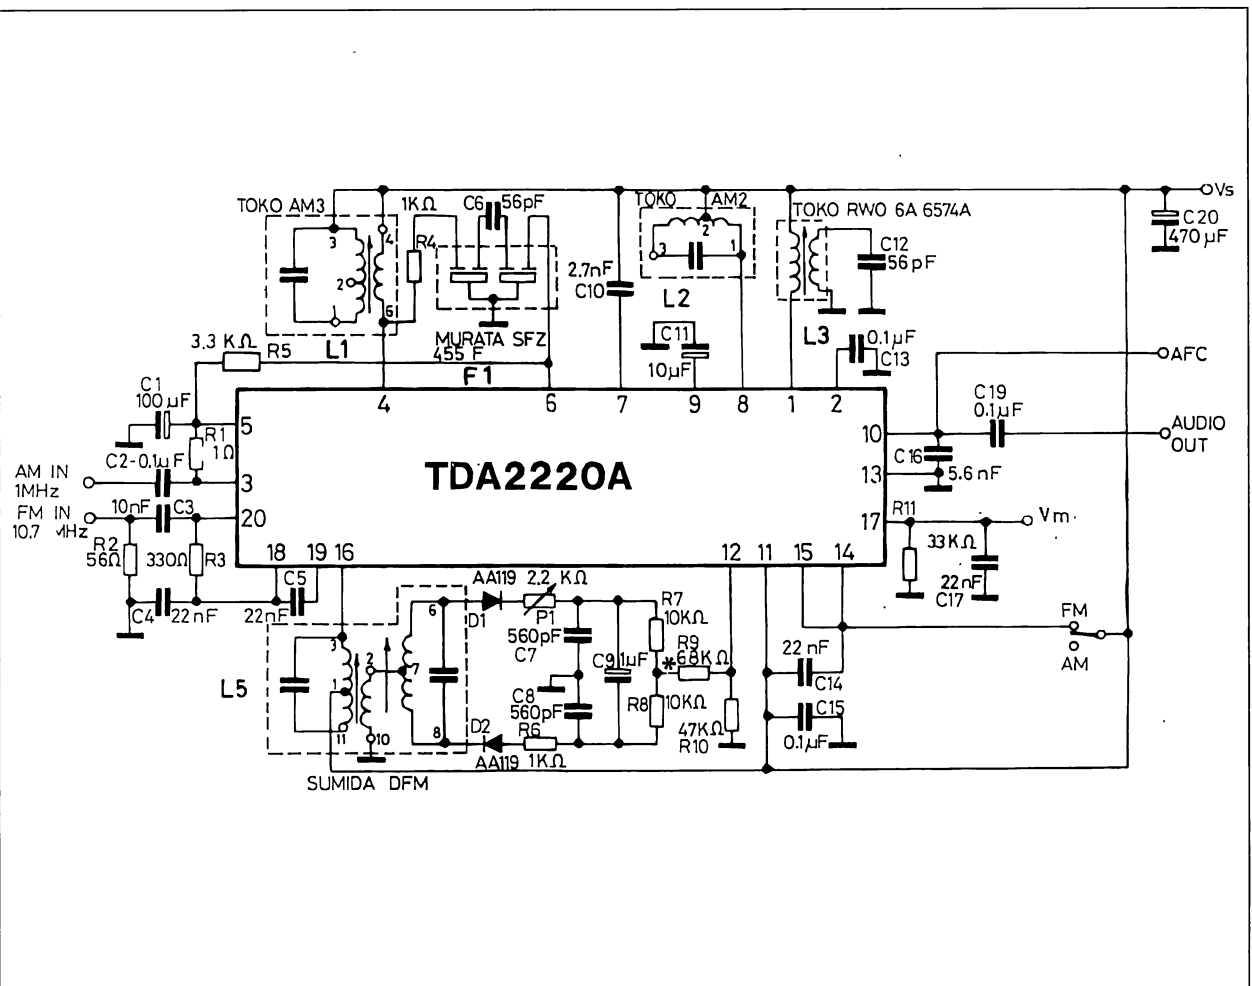 TOKO AM3
1KΩ
C6
56pF
TOKO AM2
TOKO RWO 6A 6574A
Vs
C20
470µF
3
4
R4
2
1
6
L1
2.7nF
C10
3
2
1
L2
C12
56pF
L3
3.3 KΩ
R5
MURATA SFZ
455 F
F1
C11
10µF
0.1µF
C13
AFC
C1
100µF
4
6
7
9
8
1
2
C19
0.1µF
AUDIO
OUT
5
R1
1Ω
10
C16
5.6nF
C2-0.1µF
AM IN
1MHz
3
TDA2220A
13
FM IN
10.7 MHz
10nF
C3
20
17
R11
Vm
R2
56Ω
330Ω
R3
18
19
16
12
11
15
14
33KΩ
22nF
C17
C4
22nF
22nF
C5
AA119
2.2 KΩ
6
D1
P1
560pF
C7
C9
1µF
R7
10KΩ
R9
*68KΩ
FM
AM
3
1
2
7
L5
22nF
C14
C8
560pF
R8
10KΩ
11
10
8
D2
R6
AA119
1KΩ
47KΩ
R10
C15
0.1µF
SUMIDA DFM